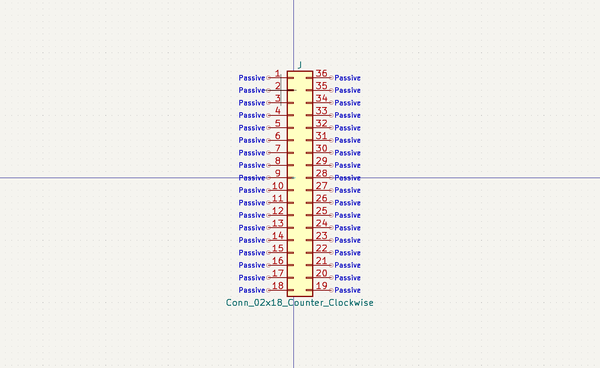 J
Passive 1 36 Passive
Passive 2 35 Passive
Passive 3 34 Passive
Passive 4 33 Passive
Passive 5 32 Passive
Passive 6 31 Passive
Passive 7 30 Passive
Passive 8 29 Passive
Passive 9 28 Passive
Passive 10 27 Passive
Passive 11 26 Passive
Passive 12 25 Passive
Passive 13 24 Passive
Passive 14 23 Passive
Passive 15 22 Passive
Passive 16 21 Passive
Passive 17 20 Passive
Passive 18 19 Passive
Conn_02x18_Counter_Clockwise